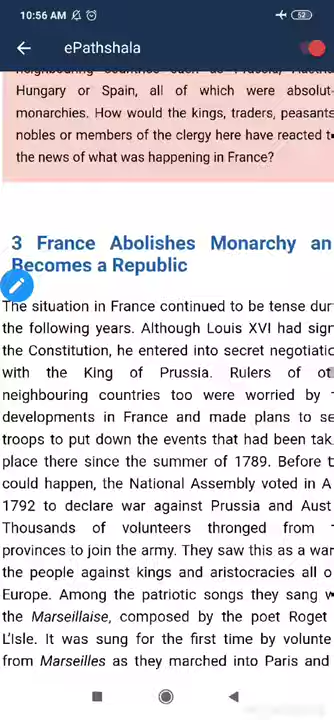 10:56 AM
52
ePathshala
neighbouring countries such as Prussia,
Hungary or Spain, all of which were absolut
monarchies. How would the kings, traders, peasants
nobles or members of the clergy here have reacted t
the news of what was happening in France?
3 France Abolishes Monarchy an
Becomes a Republic
The situation in France continued to be tense dur
the following years. Although Louis XVI had sign
the Constitution, he entered into secret negotiatic
with the King of Prussia. Rulers of ot
neighbouring countries too were worried by
developments in France and made plans to se
troops to put down the events that had been tak
place there since the summer of 1789. Before t
could happen, the National Assembly voted in A
1792 to declare war against Prussia and Aust
Thousands of volunteers thronged from
provinces to join the army. They saw this as a war
the people against kings and aristocracies all o
Europe. Among the patriotic songs they sang w
the Marseillaise, composed by the poet Roget
L'Isle. It was sung for the first time by volunte
from Marseilles as they marched into Paris and